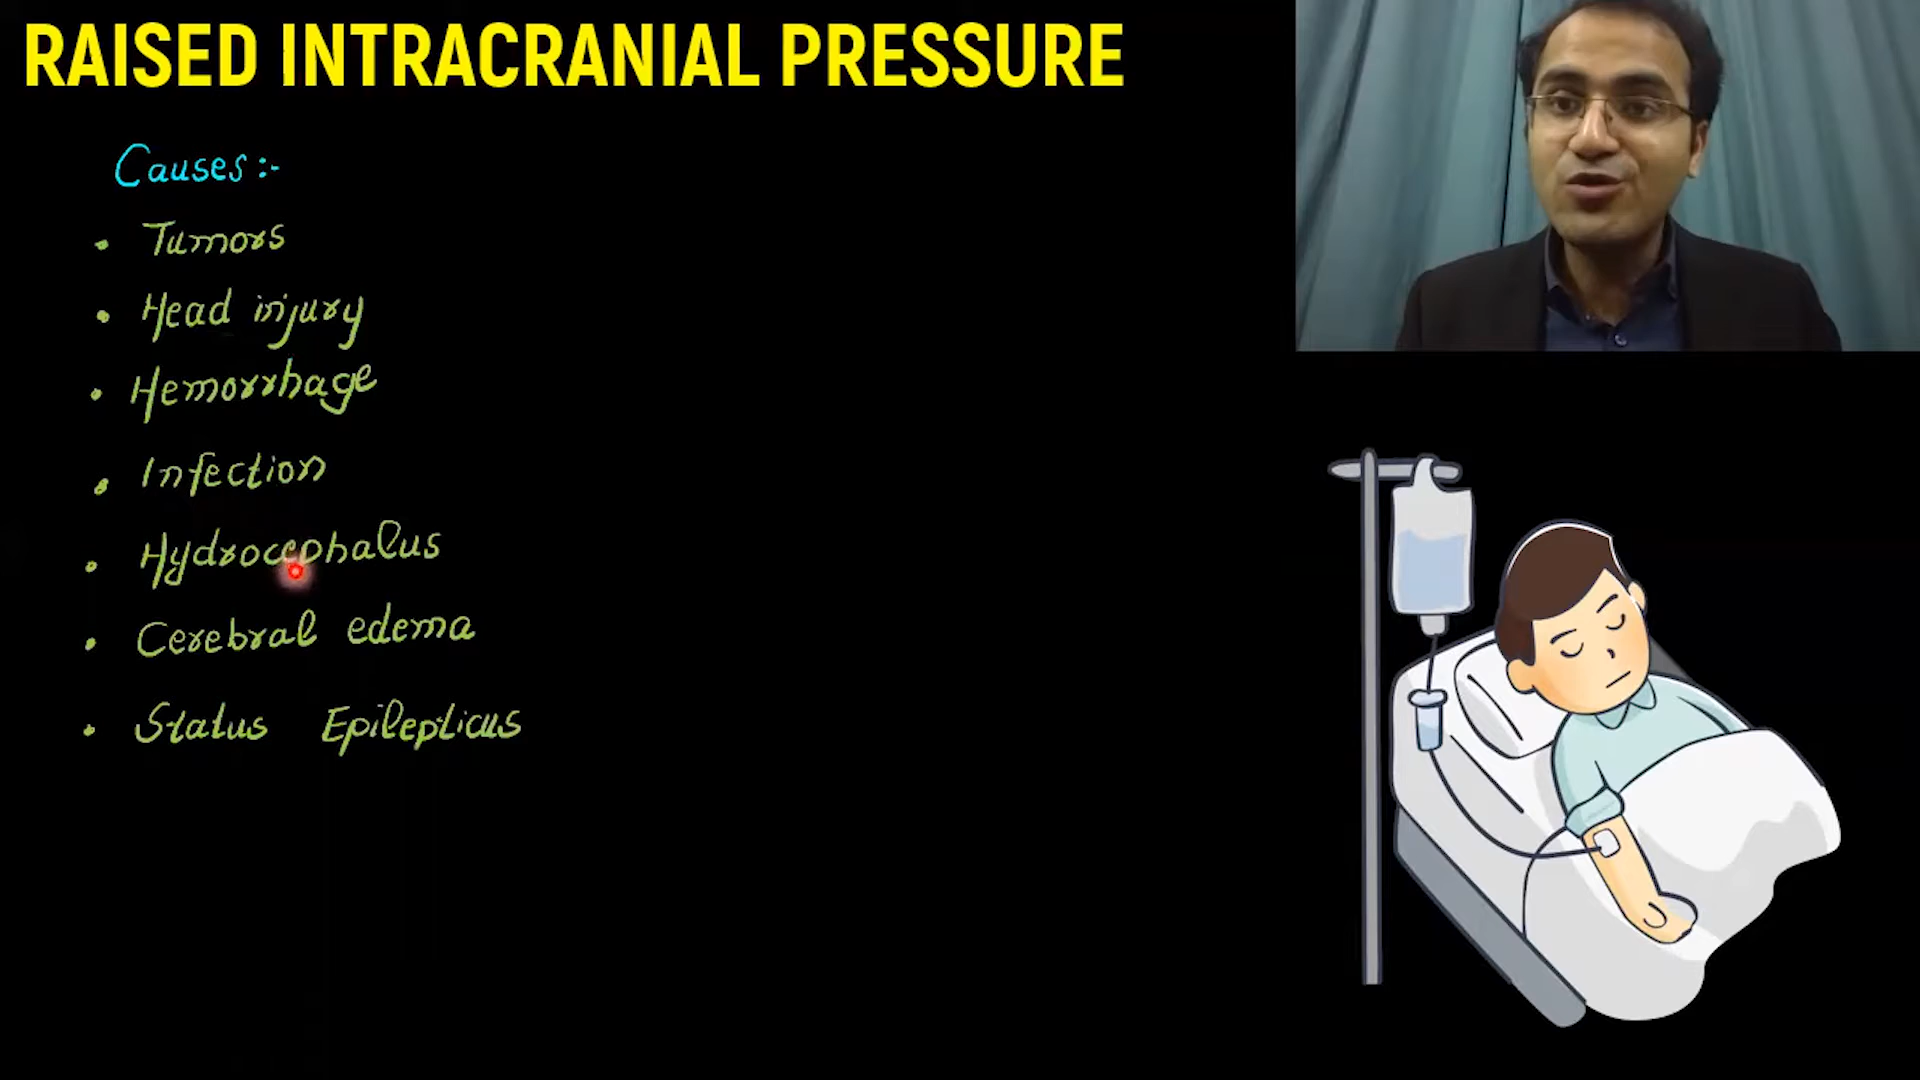 RAISED INTRACRANIAL PRESSURE
Causes :-
• Tumors
• Head injury
• Hemorrhage
• Infection
• Hydrocephalus
• Cerebral edema
• Status Epilepticus